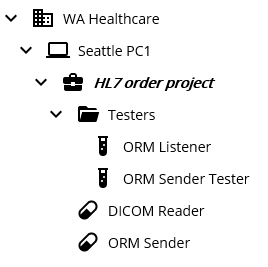 WA Healthcare
Seattle PC1
HL7 order project
Testers
ORM Listener
ORM Sender Tester
DICOM Reader
ORM Sender